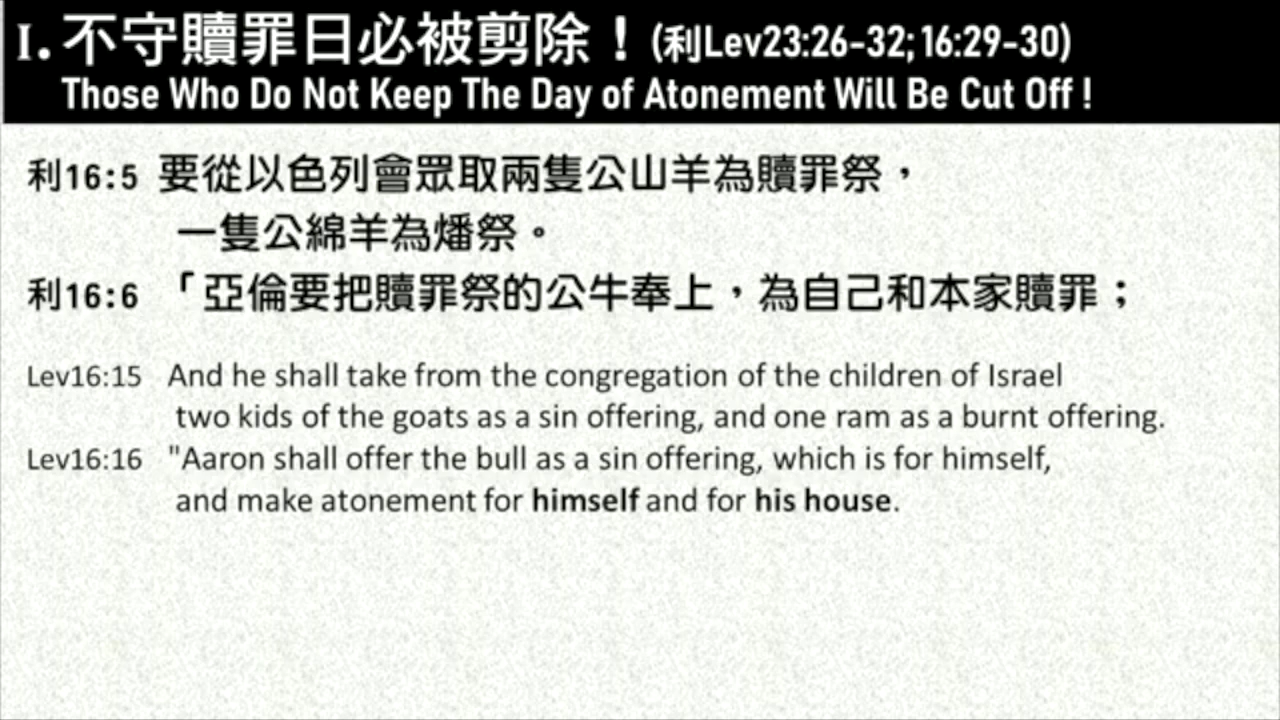 I. 不守贖罪日必被剪除！(利Lev23:26-32; 16:29-30)
Those Who Do Not Keep The Day of Atonement Will Be Cut Off !
利16:5 要從以色列會眾取兩隻公山羊為贖罪祭，
一隻公綿羊為燔祭。
利16:6 「亞倫要把贖罪祭的公牛奉上，為自己和本家贖罪；
Lev16:15 And he shall take from the congregation of the children of Israel
two kids of the goats as a sin offering, and one ram as a burnt offering.
Lev16:16 "Aaron shall offer the bull as a sin offering, which is for himself,
and make atonement for himself and for his house.